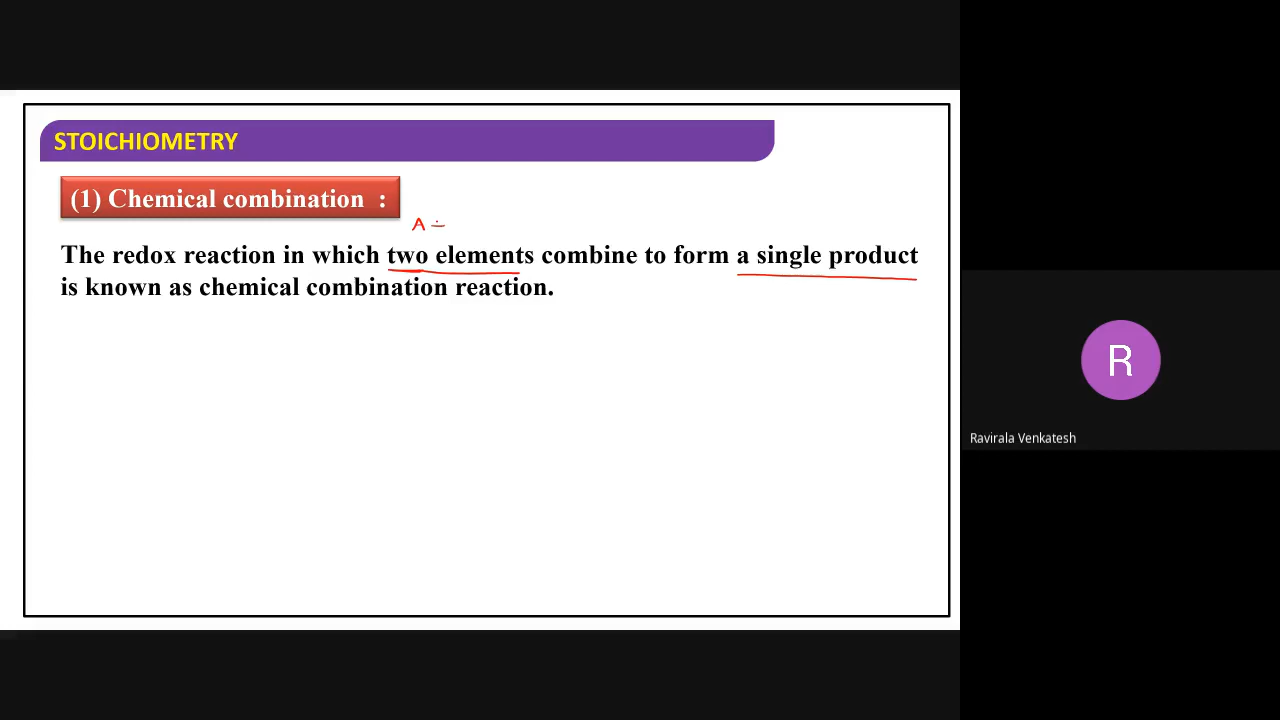 STOICHIOMETRY
(1) Chemical combination :
A
The redox reaction in which two elements combine to form a single product
is known as chemical combination reaction.
R
Ravirala Venkatesh